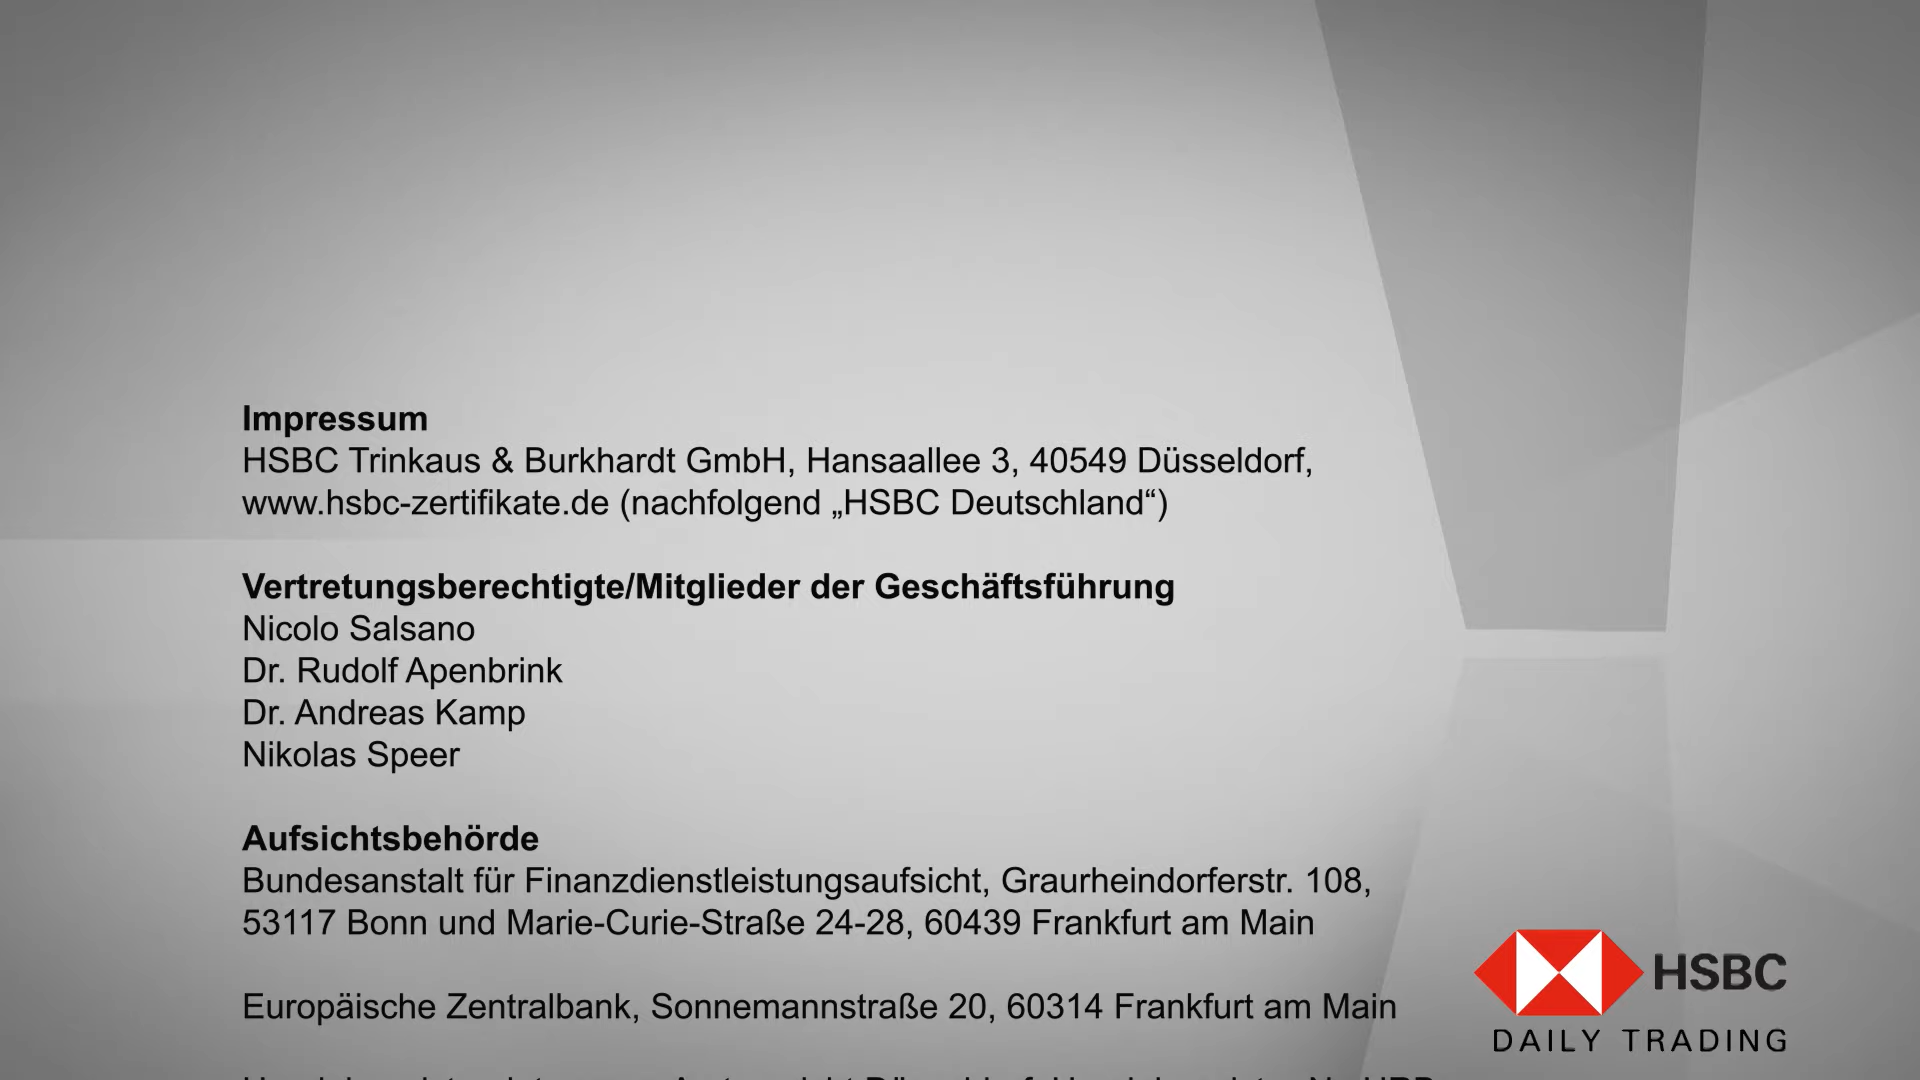 Impressum
HSBC Trinkaus & Burkhardt GmbH, Hansaallee 3, 40549 Düsseldorf,
www.hsbc-zertifikate.de (nachfolgend „HSBC Deutschland“)
Vertretungsberechtigte/Mitglieder der Geschäftsführung
Nicolo Salsano
Dr. Rudolf Apenbrink
Dr. Andreas Kamp
Nikolas Speer
Aufsichtsbehörde
Bundesanstalt für Finanzdienstleistungsaufsicht, Graurheindorferstr. 108,
53117 Bonn und Marie-Curie-Straße 24-28, 60439 Frankfurt am Main
Europäische Zentralbank, Sonnemannstraße 20, 60314 Frankfurt am Main
HSBC
DAILY TRADING